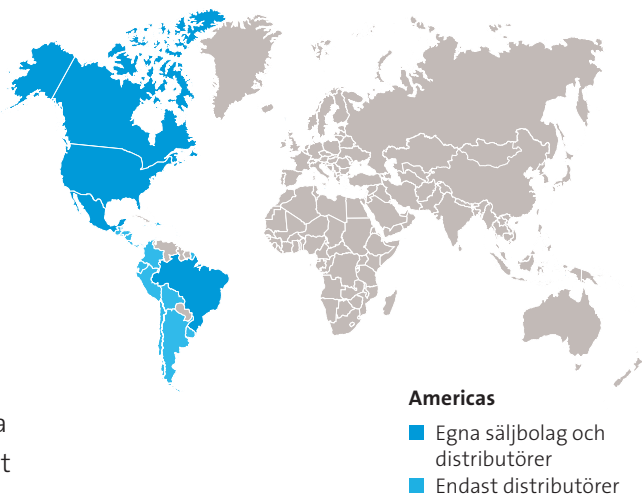 a
t
Americas
Egna säljbolag och
distributörer
Endast distributörer